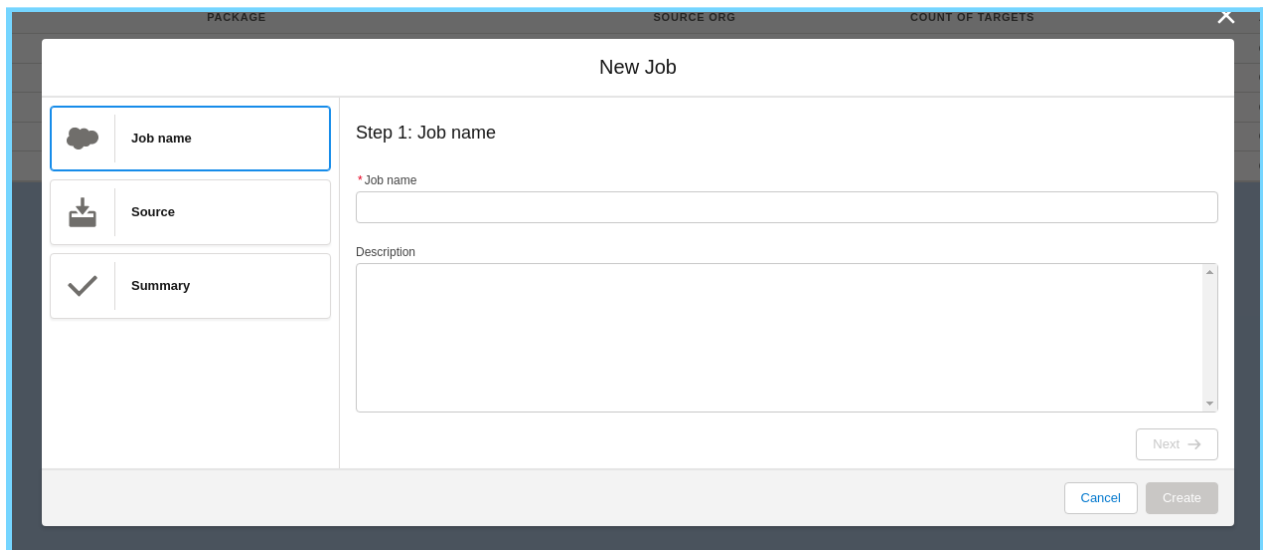 PACKAGE SOURCE ORG COUNT OF TARGETS
New Job
Job name
Source
Summary
Step 1: Job name
* Job name
Description
Next
Cancel Create